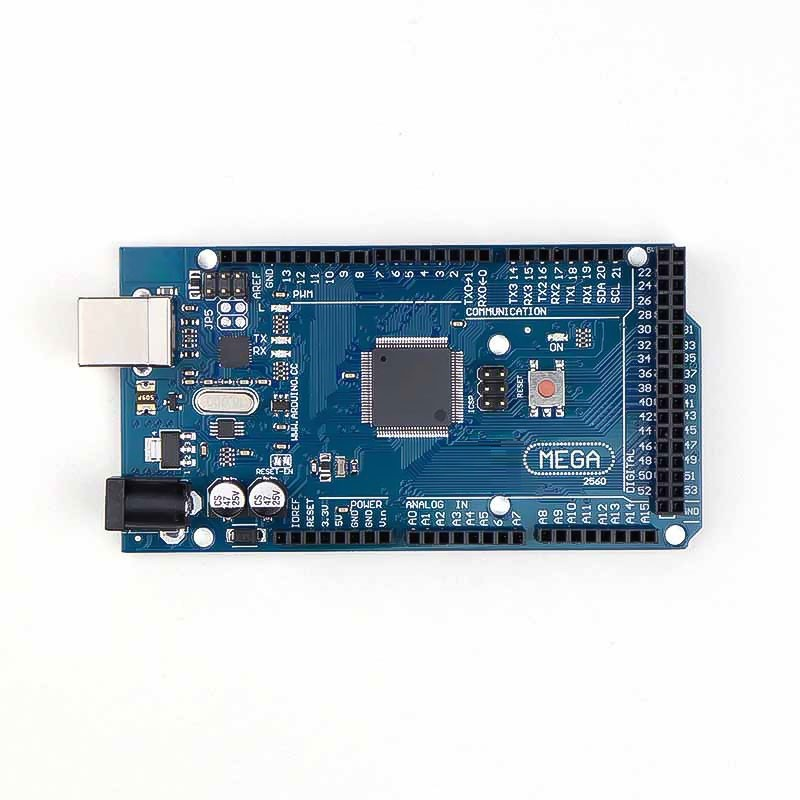 AREF
GND
13
12
11
10
9
8
7
6
5
4
3
2
TX0→1
RX0←0
TX3 14
RX3 15
TX2 16
RX2 17
TX1 18
RX1 19
SDA 20
SCL 21
PWM
COMMUNICATION
JP5
L
TX
RX
WWW.ARDUINO.CC
ICSP
RESET
ON
22
24
26
28
30
32
34
36
38
40
42
44
46
48
50
52
31
33
35
37
39
41
43
45
47
49
51
53
GND
MEGA
2560
DIGITAL
RESET-EN
CS
47
25V
CS
47
25V
IOREF
RESET
3.3V
5V
GND
GND
Vin
POWER
ANALOG IN
A0
A1
A2
A3
A4
A5
6
A7
A8
A9
A10
A11
A12
A13
A14
A15